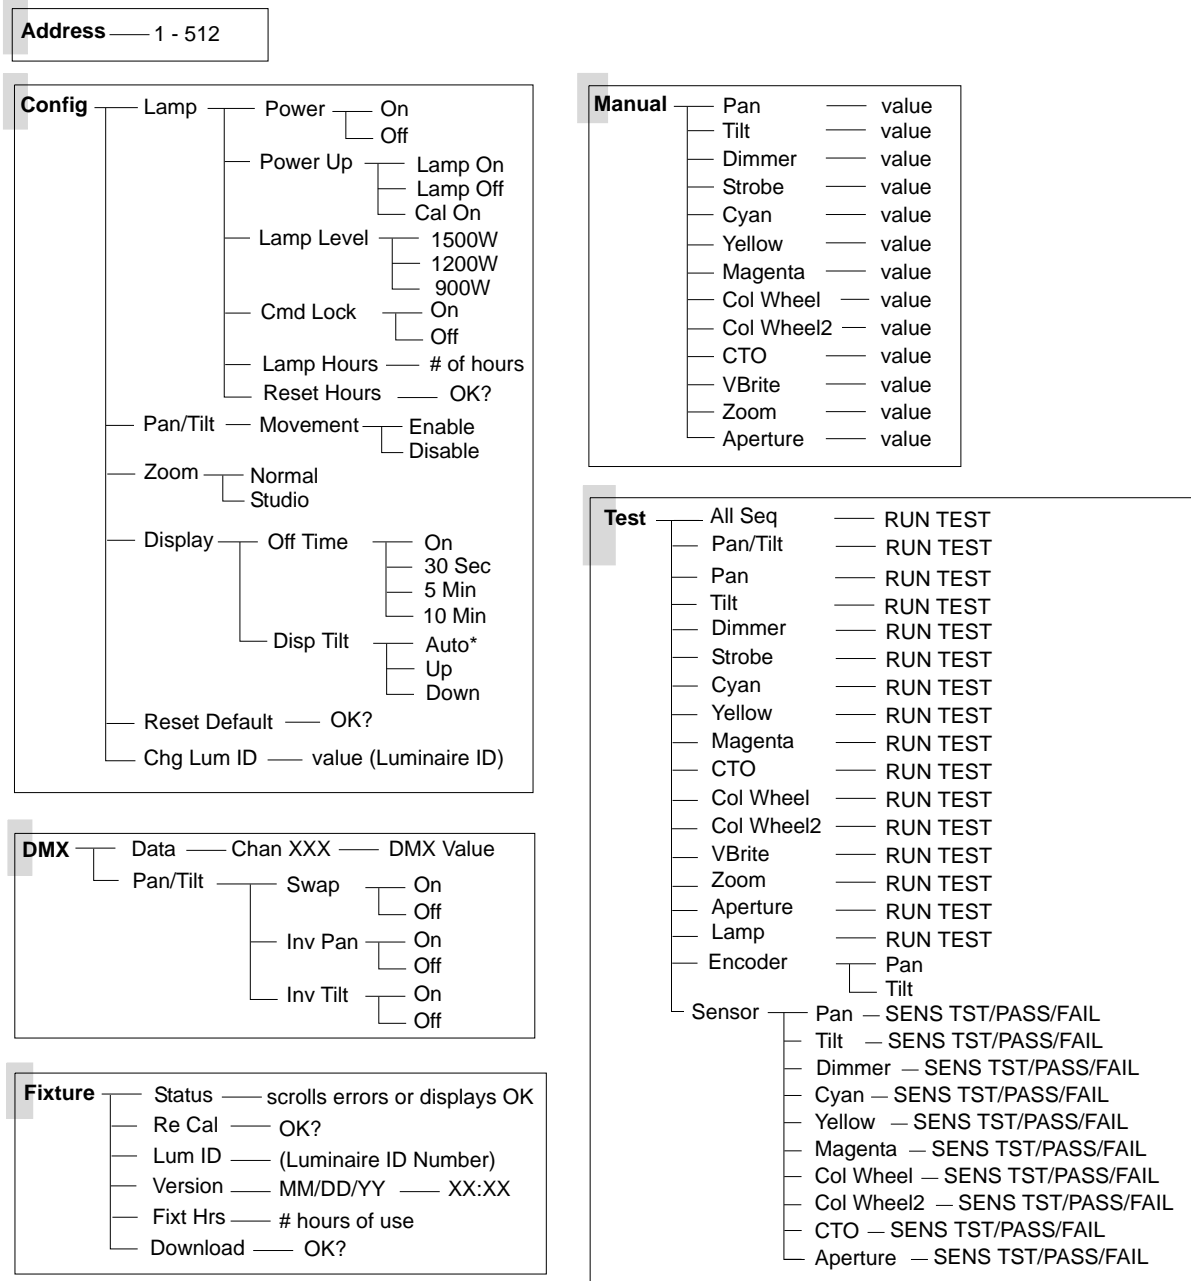 Address 1 - 512
Config Lamp Power On
Off
Power Up Lamp On
Lamp Off
Cal On
Lamp Level 1500W
1200W
900W
Cmd Lock On
Off
Lamp Hours # of hours
Reset Hours OK?
Pan/Tilt Movement Enable
Disable
Zoom Normal
Studio
Display Off Time On
30 Sec
5 Min
10 Min
Disp Tilt Auto*
Up
Down
Reset Default OK?
Chg Lum ID value (Luminaire ID)
DMX Data Chan XXX DMX Value
Pan/Tilt Swap On
Off
Inv Pan On
Off
Inv Tilt On
Off
Fixture Status scrolls errors or displays OK
Re Cal OK?
Lum ID (Luminaire ID Number)
Version MM/DD/YY XX:XX
Fixt Hrs # hours of use
Download OK?
Manual Pan value
Tilt value
Dimmer value
Strobe value
Cyan value
Yellow value
Magenta value
Col Wheel value
Col Wheel2 value
CTO value
VBrite value
Zoom value
Aperture value
Test All Seq RUN TEST
Pan/Tilt RUN TEST
Pan RUN TEST
Tilt RUN TEST
Dimmer RUN TEST
Strobe RUN TEST
Cyan RUN TEST
Yellow RUN TEST
Magenta RUN TEST
CTO RUN TEST
Col Wheel RUN TEST
Col Wheel2 RUN TEST
VBrite RUN TEST
Zoom RUN TEST
Aperture RUN TEST
Lamp RUN TEST
Encoder Pan
Tilt
Sensor Pan SENS TST/PASS/FAIL
Tilt SENS TST/PASS/FAIL
Dimmer SENS TST/PASS/FAIL
Cyan SENS TST/PASS/FAIL
Yellow SENS TST/PASS/FAIL
Magenta SENS TST/PASS/FAIL
Col Wheel SENS TST/PASS/FAIL
Col Wheel2 SENS TST/PASS/FAIL
CTO SENS TST/PASS/FAIL
Aperture SENS TST/PASS/FAIL